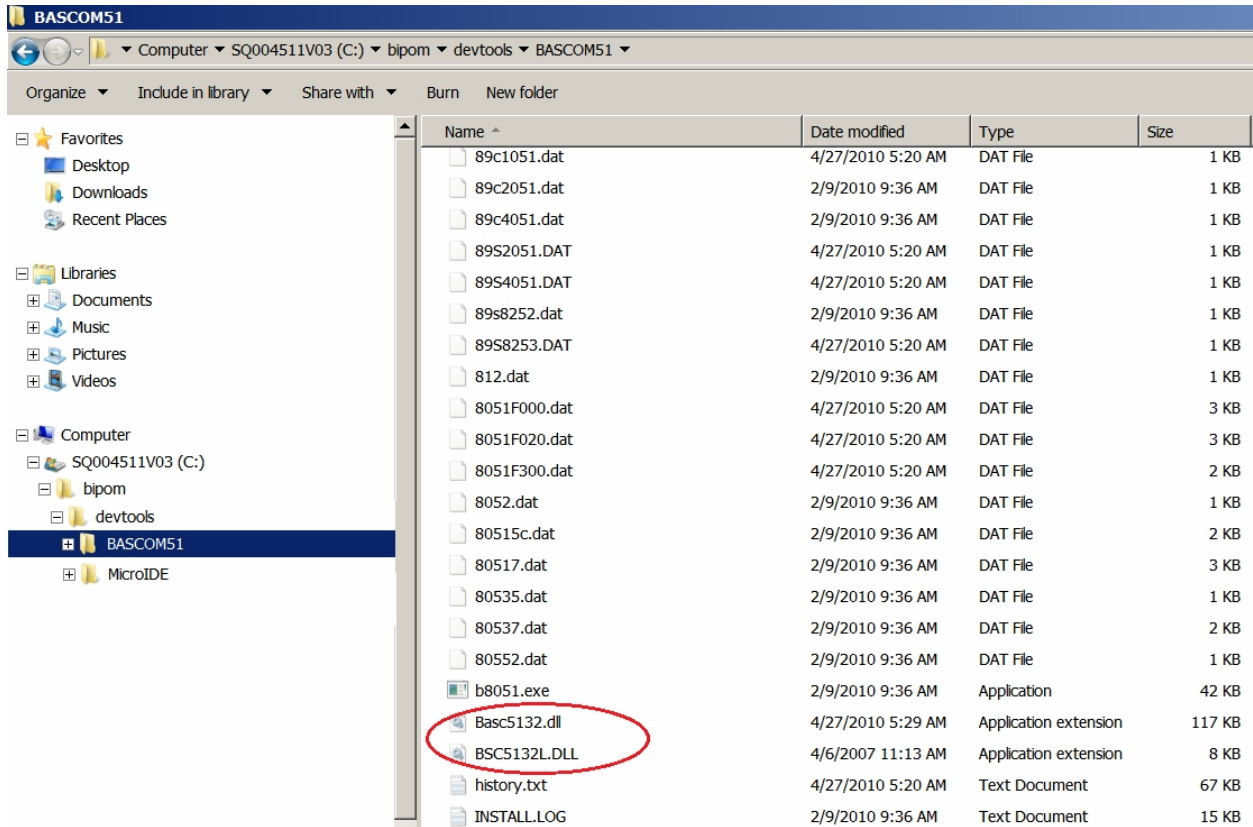 BASCOM51
Computer SQ004511V03 (C:) bipom devtools BASCOM51
Organize Include in library Share with Burn New folder
Favorites
Desktop
Downloads
Recent Places
Libraries
Documents
Music
Pictures
Videos
Computer
SQ004511V03 (C:)
bipom
devtools
BASCOM51
MicroIDE
Name Date modified Type Size
89c1051.dat 4/27/2010 5:20 AM DAT File 1 KB
89c2051.dat 2/9/2010 9:36 AM DAT File 1 KB
89c4051.dat 2/9/2010 9:36 AM DAT File 1 KB
89S2051.DAT 4/27/2010 5:20 AM DAT File 1 KB
89S4051.DAT 4/27/2010 5:20 AM DAT File 1 KB
89s8252.dat 2/9/2010 9:36 AM DAT File 1 KB
89S8253.DAT 4/27/2010 5:20 AM DAT File 1 KB
812.dat 2/9/2010 9:36 AM DAT File 1 KB
8051F000.dat 4/27/2010 5:20 AM DAT File 3 KB
8051F020.dat 4/27/2010 5:20 AM DAT File 3 KB
8051F300.dat 4/27/2010 5:20 AM DAT File 2 KB
8052.dat 2/9/2010 9:36 AM DAT File 1 KB
80515c.dat 2/9/2010 9:36 AM DAT File 2 KB
80517.dat 2/9/2010 9:36 AM DAT File 3 KB
80535.dat 2/9/2010 9:36 AM DAT File 1 KB
80537.dat 2/9/2010 9:36 AM DAT File 2 KB
80552.dat 2/9/2010 9:36 AM DAT File 1 KB
b8051.exe 2/9/2010 9:36 AM Application 42 KB
Basc5132.dll 4/27/2010 5:29 AM Application extension 117 KB
BSC5132L.DLL 4/6/2007 11:13 AM Application extension 8 KB
history.txt 4/27/2010 5:20 AM Text Document 67 KB
INSTALL.LOG 2/9/2010 9:36 AM Text Document 15 KB